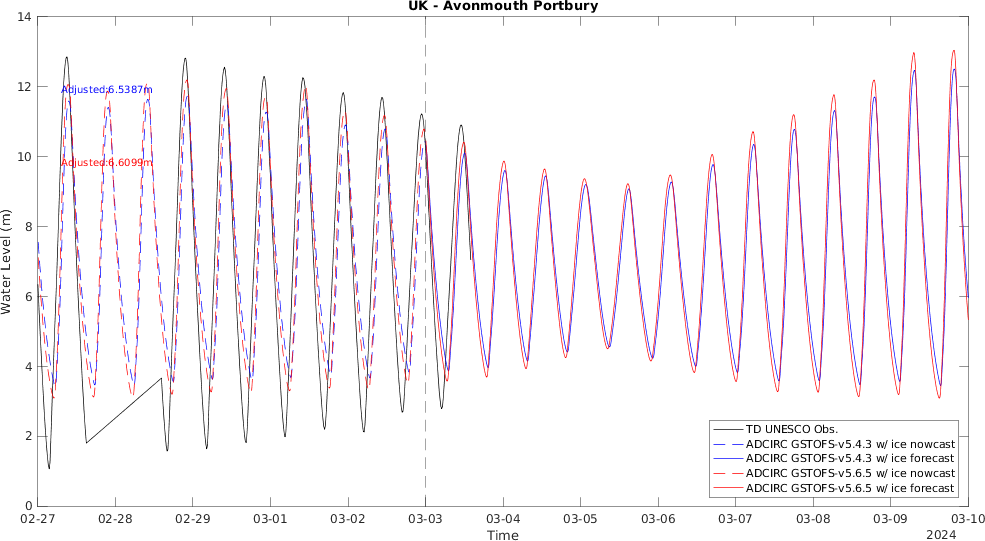 UK - Avonmouth Portbury
14
12
10
8
6
4
2
0
Water Level (m)
Adjusted:6.5387m
Adjusted:6.6099m
TD UNESCO Obs.
ADCIRC GSTOFS-v5.4.3 w/ ice nowcast
ADCIRC GSTOFS-v5.4.3 w/ ice forecast
ADCIRC GSTOFS-v5.6.5 w/ ice nowcast
ADCIRC GSTOFS-v5.6.5 w/ ice forecast
02-27 02-28 02-29 03-01 03-02 03-03 03-04 03-05 03-06 03-07 03-08 03-09 03-10
Time
2024